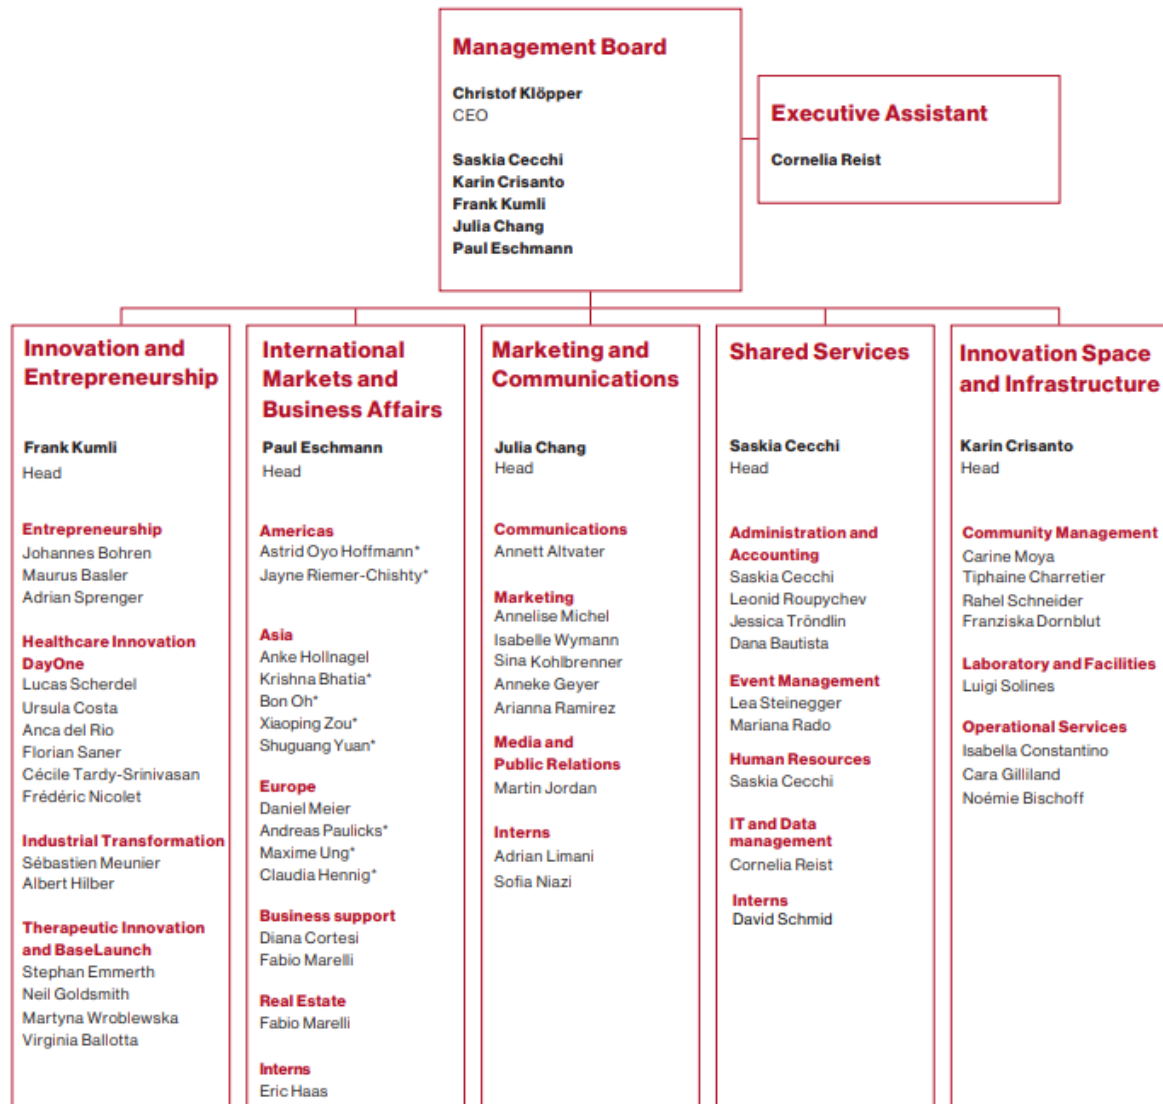 Management Board
Christof Klöpper
CEO
Saskia Cecchi
Karin Crisanto
Frank Kumli
Julia Chang
Paul Eschmann
Executive Assistant
Cornelia Reist
Innovation and
Entrepreneurship
Frank Kumli
Head
Entrepreneurship
Johannes Bohren
Maurus Basler
Adrian Sprenger
Healthcare Innovation
DayOne
Lucas Scherdel
Ursula Costa
Anca del Rio
Florian Saner
Cécile Tardy-Srinivasan
Frédéric Nicolet
Industrial Transformation
Sébastien Meunier
Albert Hilber
Therapeutic Innovation
and BaseLaunch
Stephan Emmerth
Neil Goldsmith
Martyna Wroblewska
Virginia Ballotta
International
Markets and
Business Affairs
Paul Eschmann
Head
Americas
Astrid Oyo Hoffmann*
Jayne Riemer-Chishty*
Asia
Anke Hollnagel
Krishna Bhatia*
Bon Oh*
Xiaoping Zou*
Shuguang Yuan*
Europe
Daniel Meier
Andreas Paulicks*
Maxime Ung*
Claudia Hennig*
Business support
Diana Cortesi
Fabio Marelli
Real Estate
Fabio Marelli
Interns
Eric Haas
Marketing and
Communications
Julia Chang
Head
Communications
Annett Altvater
Marketing
Annelise Michel
Isabelle Wymann
Sina Kohlbrenner
Anneke Geyer
Arianna Ramirez
Media and
Public Relations
Martin Jordan
Interns
Adrian Limani
Sofia Niazi
Shared Services
Saskia Cecchi
Head
Administration and
Accounting
Saskia Cecchi
Leonid Roupychev
Jessica Tröndlin
Dana Bautista
Event Management
Lea Steinegger
Mariana Rado
Human Resources
Saskia Cecchi
IT and Data
management
Cornelia Reist
Interns
David Schmid
Innovation Space
and Infrastructure
Karin Crisanto
Head
Community Management
Carine Moya
Tiphaine Charretier
Rahel Schneider
Franziska Dornblut
Laboratory and Facilities
Luigi Solines
Operational Services
Isabella Constantino
Cara Gilliland
Noémie Bischoff